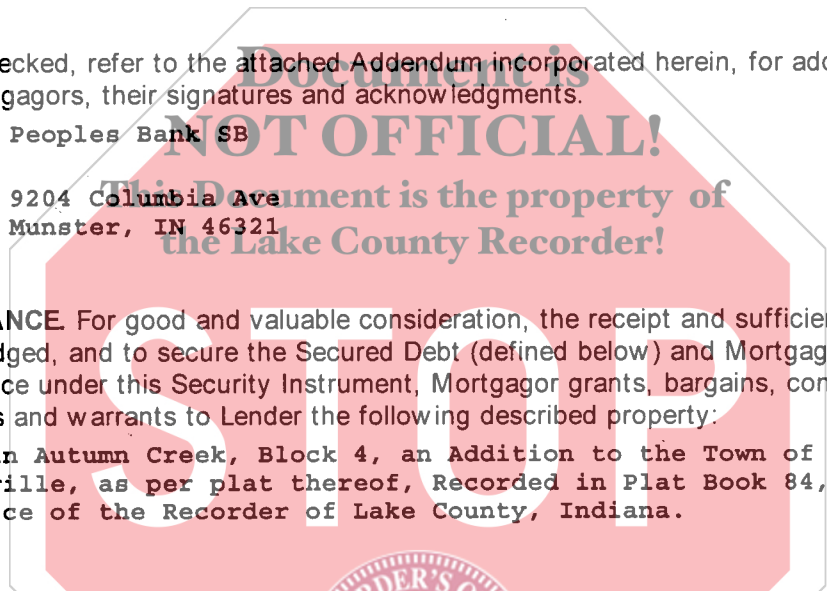 ecked, refer to the attached Addendum incorporated herein, for add
gagors, their signatures and acknowledgments.
Document is
NOT OFFICIAL!
This Document is the property of
the Lake County Recorder!
Peoples Bank SB
9204 Columbia Ave
Munster, IN 46321
ANCE. For good and valuable consideration, the receipt and sufficien
dged, and to secure the Secured Debt (defined below) and Mortgag
ce under this Security Instrument, Mortgagor grants, bargains, con
s and warrants to Lender the following described property:
n Autumn Creek, Block 4, an Addition to the Town of
rille, as per plat thereof, Recorded in Plat Book 84,
ce of the Recorder of Lake County, Indiana.
STOP
RDER'S O